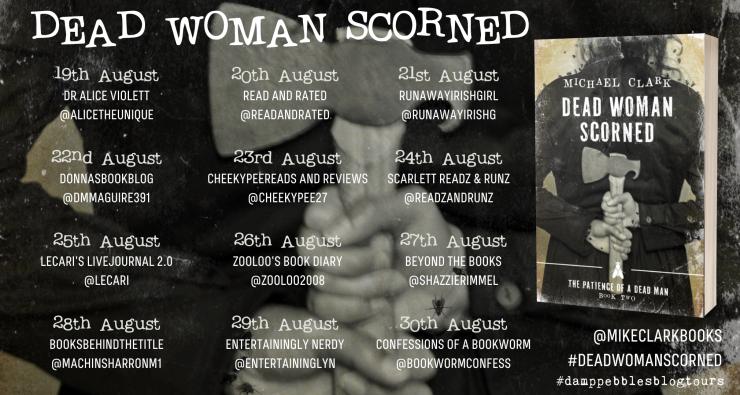 DEAD WOMAN SCORNED
19th August
DR ALICE VIOLETT
@ALICETHEUNIQUE
20th August
READ AND RATED
@READANDRATED
21st August
RUNAWAYIRISHGIRL
@RUNAWAYIRISHG
22nd August
DONNASBOOKBLOG
@DMMAGUIRE391
23rd August
CHEEKYPEEREADS AND REVIEWS
@CHEEKYPEE27
24th August
SCARLETT READZ & RUNZ
@READZANDRUNZ
25th August
LECARI'S LIVEJOURNAL 2.0
@LECARI
26th August
ZOOLOO'S BOOK DIARY
@ZOOLOO2008
27th August
BEYOND THE BOOKS
@SHAZZIERIMMEL
28th August
BOOKSBEHINDTHETITLE
@MACHINSHARRONM1
29th August
ENTERTAININGLY NERDY
@ENTERTAININGLYN
30th August
CONFESSIONS OF A BOOKWORM
@BOOKWORMCONFESS
MICHAEL CLARK
DEAD WOMAN
SCORNED
THE PATIENCE OF A DEAD MAN
BOOK TWO
@MIKECLARKBOOKS
#DEADWOMANSCORNED
#damppebblesblogtours